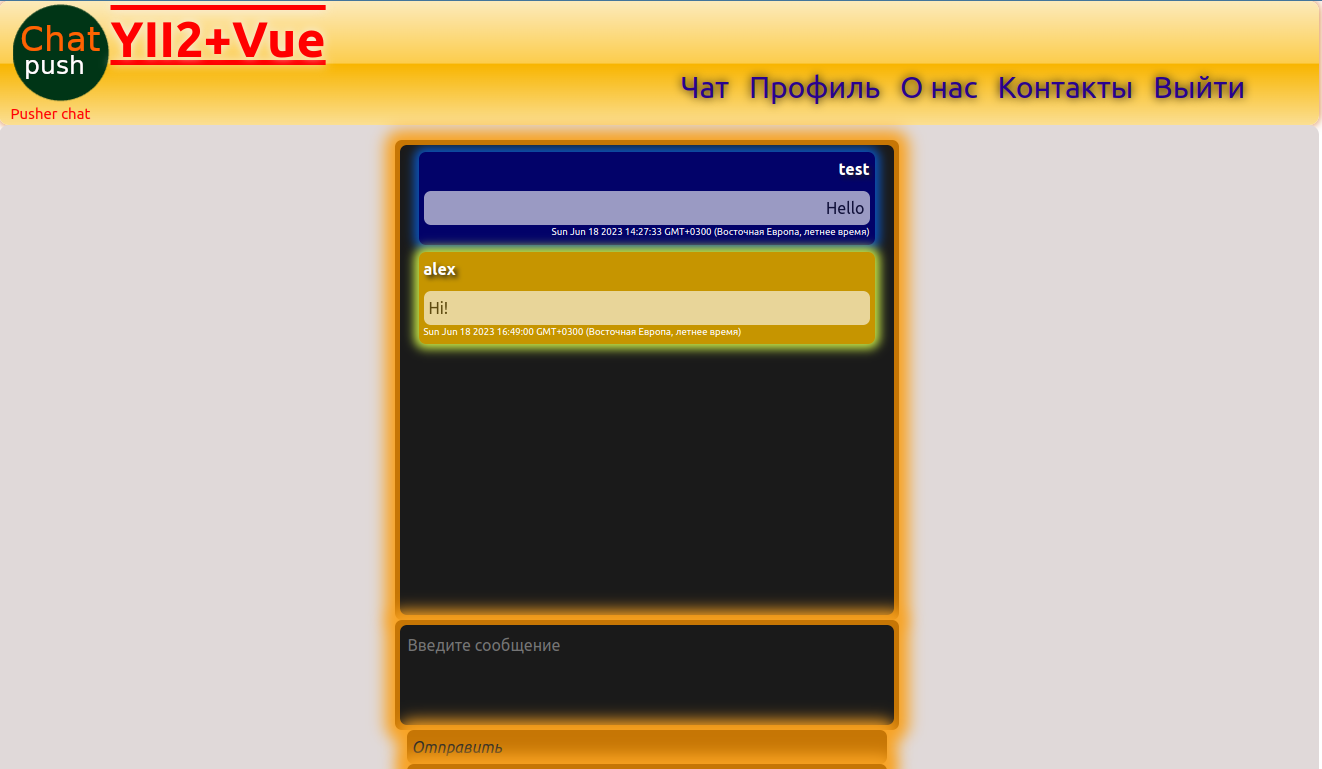 Chat
push
YII2+Vue
Pusher chat
Чат Профиль О нас Контакты Выйти
test
Hello
Sun Jun 18 2023 14:27:33 GMT+0300 (Восточная Европа, летнее время)
alex
Hi!
Sun Jun 18 2023 16:49:00 GMT+0300 (Восточная Европа, летнее время)
Введите сообщение
Отправить